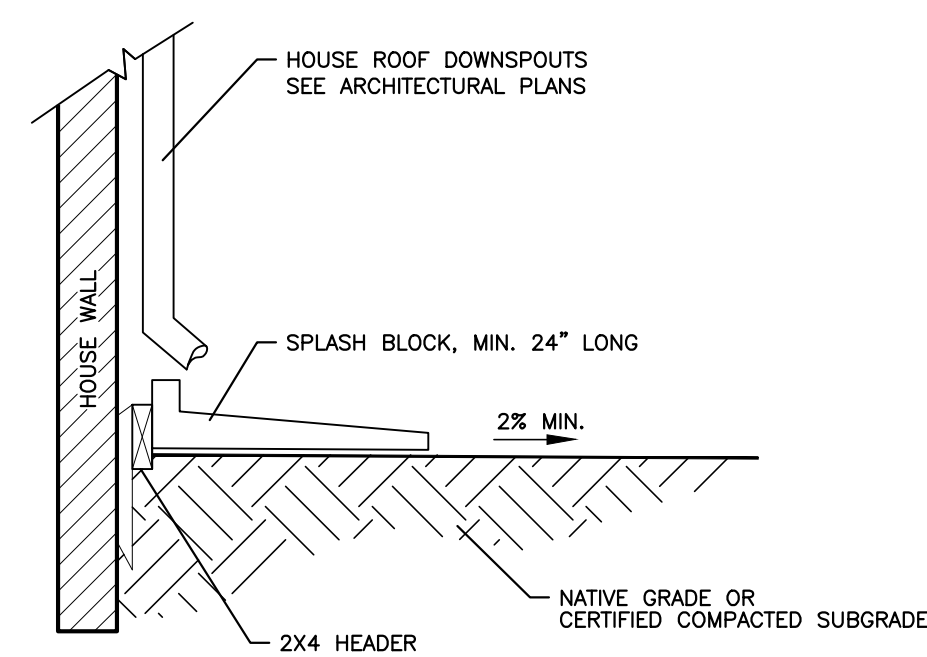 HOUSE ROOF DOWNSPOUTS
SEE ARCHITECTURAL PLANS
HOUSE WALL
SPLASH BLOCK, MIN. 24" LONG
2% MIN.
NATIVE GRADE OR
CERTIFIED COMPACTED SUBGRADE
2X4 HEADER